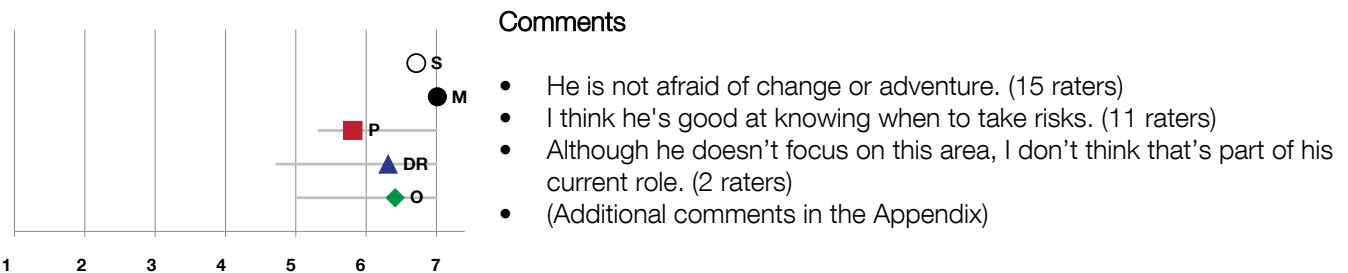 Comments
S
• He is not afraid of change or adventure. (15 raters)
M
• I think he's good at knowing when to take risks. (11 raters)
P
• Although he doesn’t focus on this area, I don’t think that’s part of his
DR
current role. (2 raters)
O
• (Additional comments in the Appendix)
1 2 3 4 5 6 7